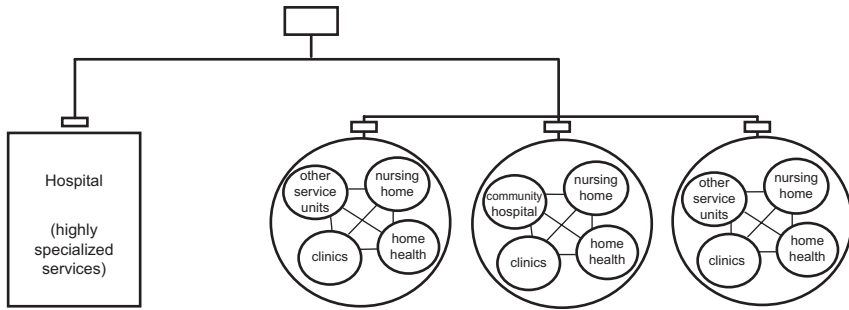 Hospital
(highly
specialized
services)
other
service
units
nursing
home
clinics
home
health
community
hospital
nursing
home
clinics
home
health
other
service
units
nursing
home
clinics
home
health